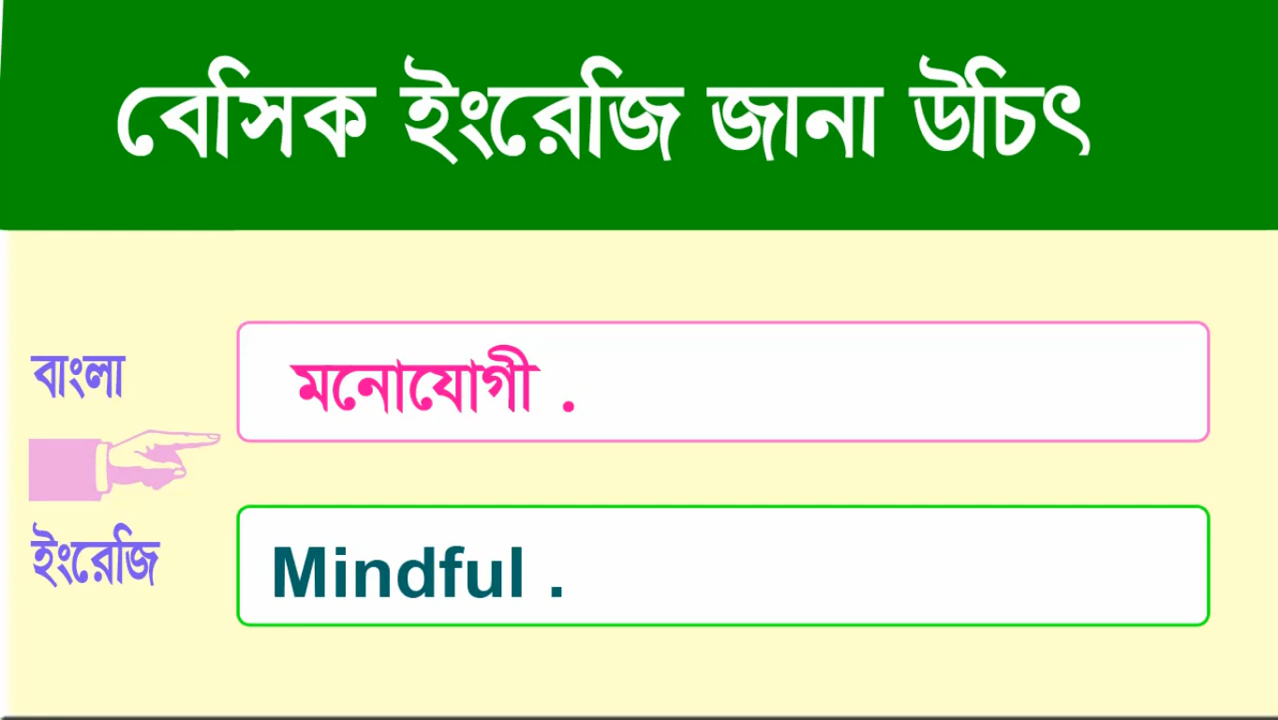 বেসিক ইংরেজি জানা উচিৎ
বাংলা
মনোযোগী .
ইংরেজি
Mindful .